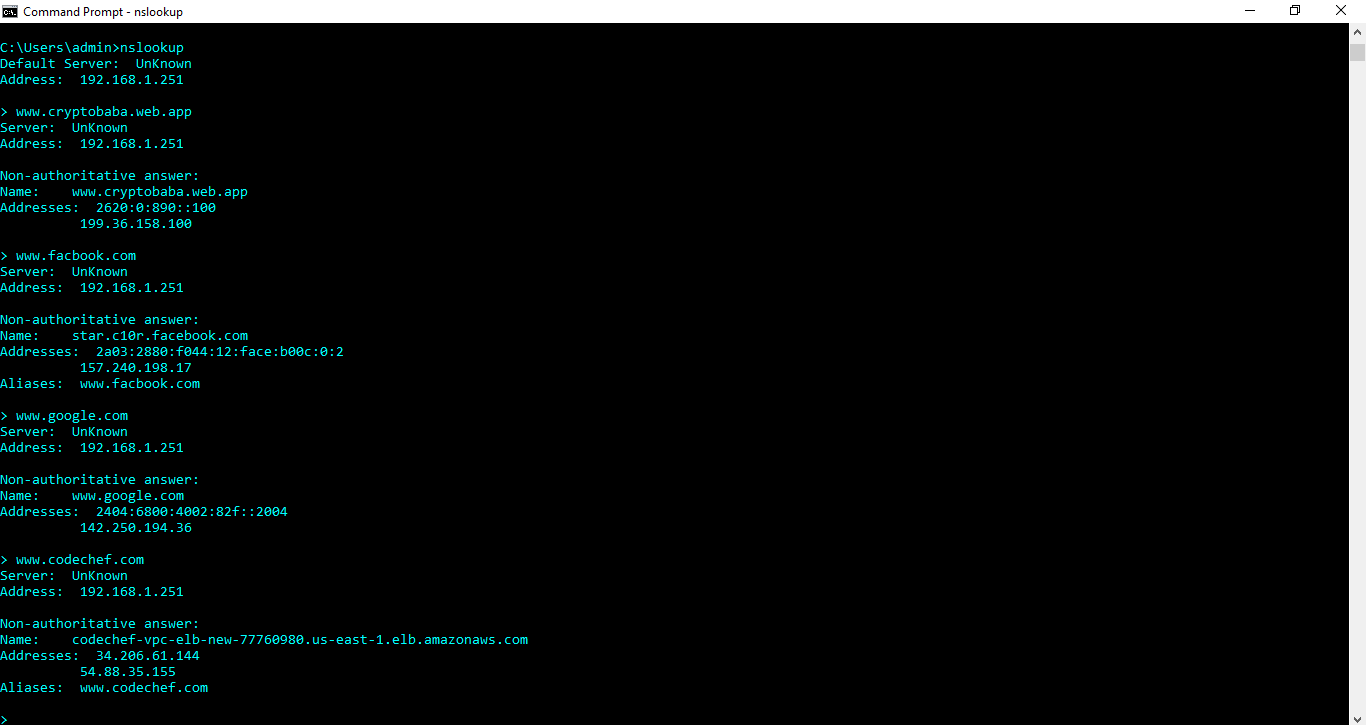 Command Prompt - nslookup
C:\Users\admin>nslookup
Default Server:  UnKnown
Address:  192.168.1.251
> www.cryptobaba.web.app
Server:  UnKnown
Address:  192.168.1.251
Non-authoritative answer:
Name:    www.cryptobaba.web.app
Addresses:  2620:0:890::100
          199.36.158.100
> www.facbook.com
Server:  UnKnown
Address:  192.168.1.251
Non-authoritative answer:
Name:    star.c10r.facebook.com
Addresses:  2a03:2880:f044:12:face:b00c:0:2
          157.240.198.17
Aliases:  www.facbook.com
> www.google.com
Server:  UnKnown
Address:  192.168.1.251
Non-authoritative answer:
Name:    www.google.com
Addresses:  2404:6800:4002:82f::2004
          142.250.194.36
> www.codechef.com
Server:  UnKnown
Address:  192.168.1.251
Non-authoritative answer:
Name:    codechef-vpc-elb-new-77760980.us-east-1.elb.amazonaws.com
Addresses:  34.206.61.144
          54.88.35.155
Aliases:  www.codechef.com
>